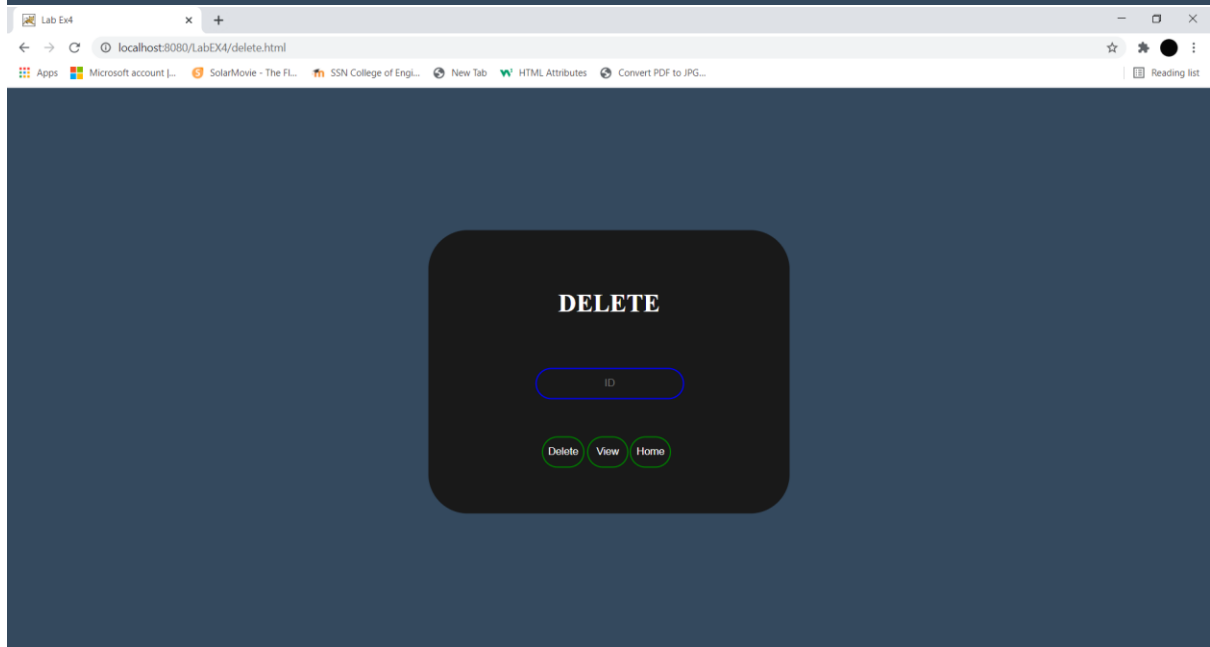 Lab Ex4
localhost:8080/LabEX4/delete.html
Apps Microsoft account |... SolarMovie - The Fl... SSN College of Engi... New Tab HTML Attributes Convert PDF to JPG... Reading list
DELETE
ID
Delete View Home